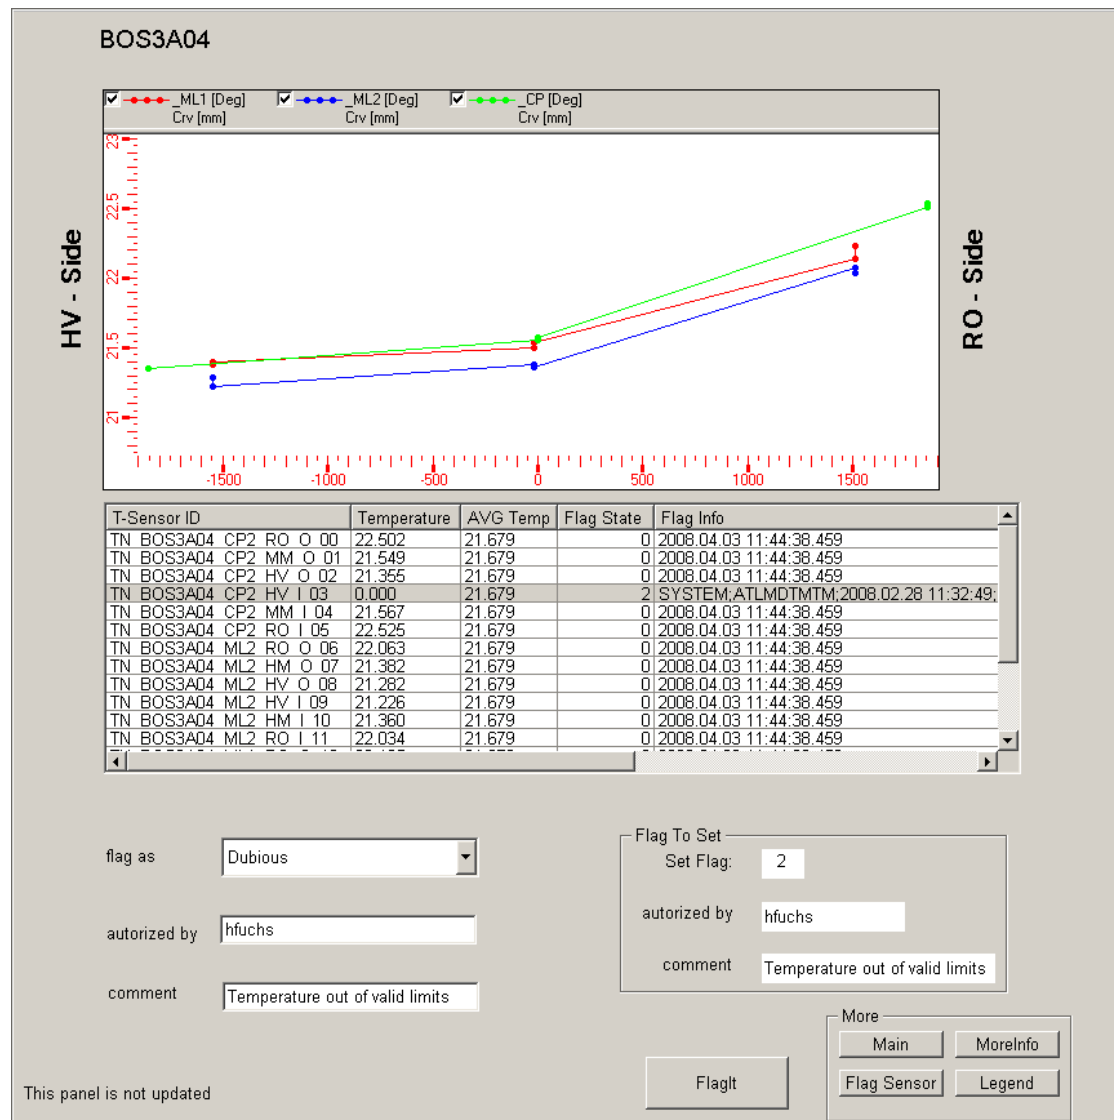 BOS3A04
_ML1 [Deg] _ML2 [Deg] _CP [Deg]
Crv [mm] Crv [mm] Crv [mm]
HV - Side
23
22.5
22
21.5
21
-1500 -1000 -500 0 500 1000 1500
RO - Side
T-Sensor ID Temperature AVG Temp Flag State Flag Info
TN_BOS3A04_CP2_RO_O_00 22.502 21.679 0 2008.04.03 11:44:38.459
TN_BOS3A04_CP2_MM_O_01 21.549 21.679 0 2008.04.03 11:44:38.459
TN_BOS3A04_CP2_HV_O_02 21.355 21.679 0 2008.04.03 11:44:38.459
TN_BOS3A04_CP2_HV_I_03 0.000 21.679 2 SYSTEM;ATLMDTMTM;2008.02.28 11:32:49;
TN_BOS3A04_CP2_MM_I_04 21.567 21.679 0 2008.04.03 11:44:38.459
TN_BOS3A04_CP2_RO_I_05 22.525 21.679 0 2008.04.03 11:44:38.459
TN_BOS3A04_ML2_RO_O_06 22.063 21.679 0 2008.04.03 11:44:38.459
TN_BOS3A04_ML2_HM_O_07 21.382 21.679 0 2008.04.03 11:44:38.459
TN_BOS3A04_ML2_HV_O_08 21.282 21.679 0 2008.04.03 11:44:38.459
TN_BOS3A04_ML2_HV_I_09 21.226 21.679 0 2008.04.03 11:44:38.459
TN_BOS3A04_ML2_HM_I_10 21.360 21.679 0 2008.04.03 11:44:38.459
TN_BOS3A04_ML2_RO_I_11 22.034 21.679 0 2008.04.03 11:44:38.459
flag as Dubious
autorized by hfuchs
comment Temperature out of valid limits
Flag To Set
Set Flag: 2
autorized by hfuchs
comment Temperature out of valid limits
More
Main MoreInfo
Flag Sensor Legend
FlagIt
This panel is not updated